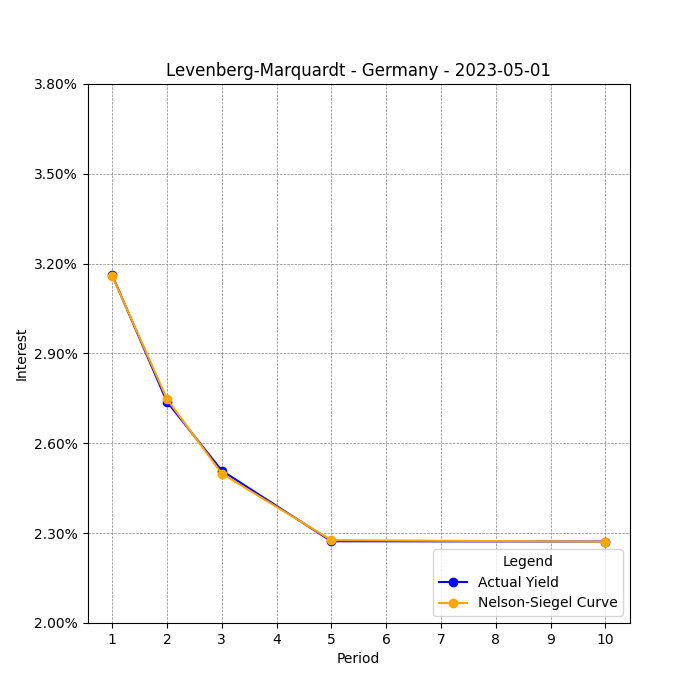 Levenberg-Marquardt - Germany - 2023-05-01
3.80%
3.50%
3.20%
2.90%
2.60%
2.30%
2.00%
Interest
1 2 3 4 5 6 7 8 9 10
Period
Legend
Actual Yield
Nelson-Siegel Curve